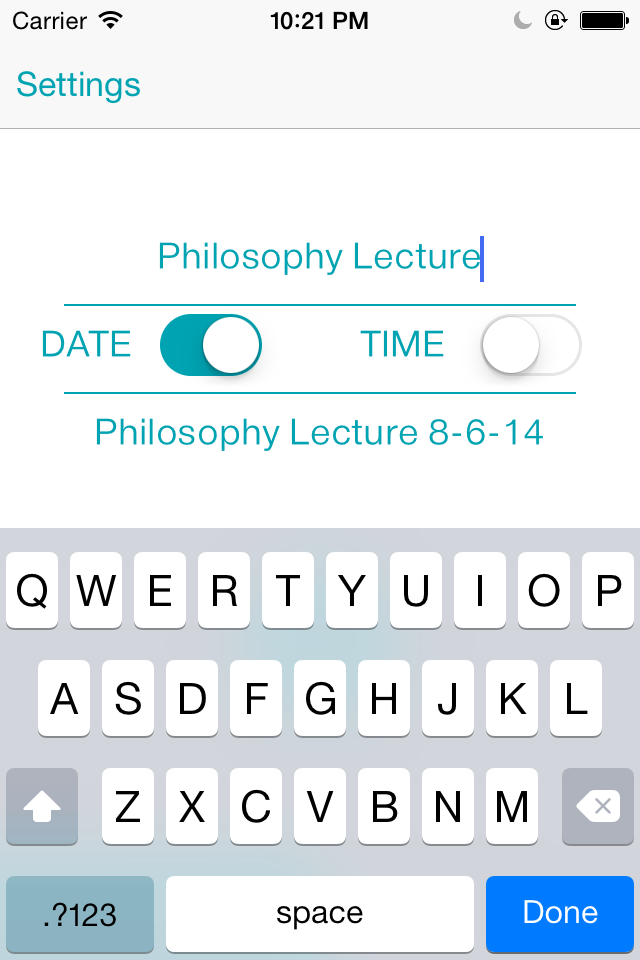 Carrier 10:21 PM
Settings
Philosophy Lecture
DATE TIME
Philosophy Lecture 8-6-14
Q W E R T Y U I O P
A S D F G H J K L
Z X C V B N M
.?123 space Done